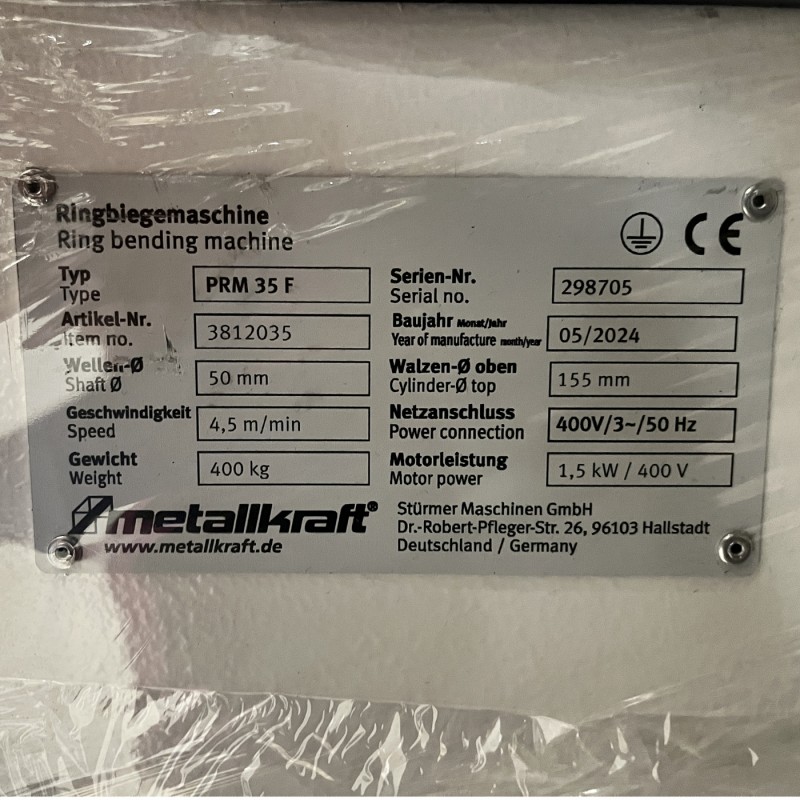 Ringbiegemaschine
Ring bending machine
CE
Typ
Type
PRM 35 F
Serien-Nr.
Serial no.
298705
Artikel-Nr.
Item no.
3812035
Baujahr Monat/Jahr
Year of manufacture month/year
05/2024
Wellen-Ø
Shaft Ø
50 mm
Walzen-Ø oben
Cylinder-Ø top
155 mm
Geschwindigkeit
Speed
4,5 m/min
Netzanschluss
Power connection
400V/3~/50 Hz
Gewicht
Weight
400 kg
Motorleistung
Motor power
1,5 kW / 400 V
metallkraft®
www.metallkraft.de
Stürmer Maschinen GmbH
Dr.-Robert-Pfleger-Str. 26, 96103 Hallstadt
Deutschland / Germany